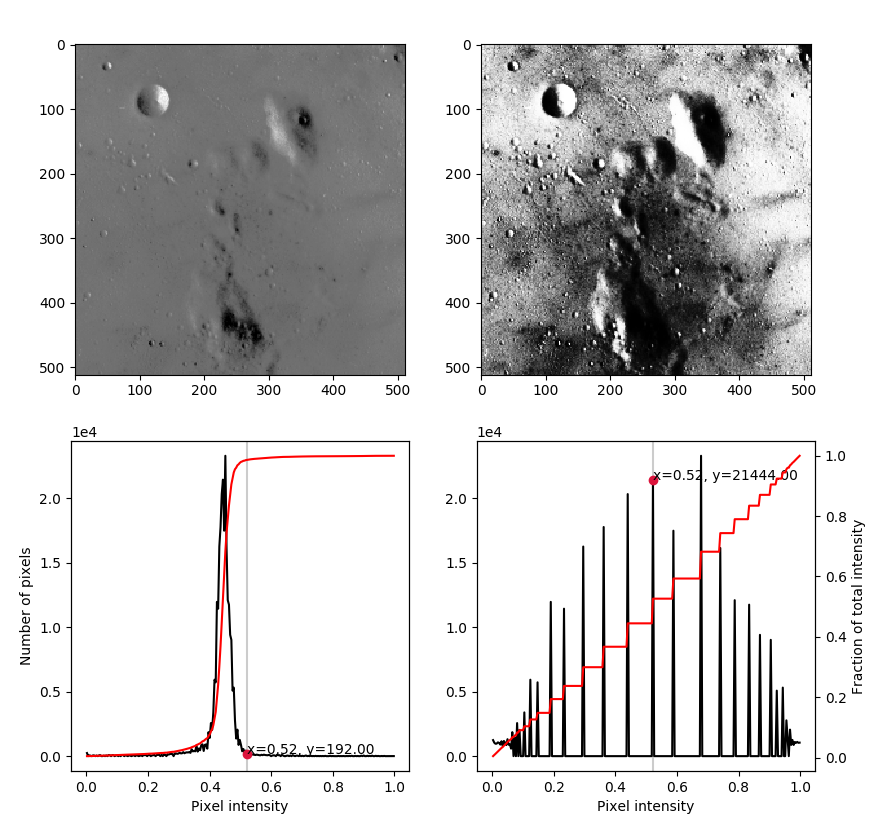 0
100
200
300
400
500
0 100 200 300 400 500
0
100
200
300
400
500
0 100 200 300 400 500
1e4
2.0
1.5
1.0
0.5
0.0
Number of pixels
x=0.52, y=192.00
0.0 0.2 0.4 0.6 0.8 1.0
Pixel intensity
1e4
2.0
1.5
1.0
0.5
0.0
x=0.52, y=21444.00
1.0
0.8
0.6
0.4
0.2
0.0
Fraction of total intensity
0.0 0.2 0.4 0.6 0.8 1.0
Pixel intensity